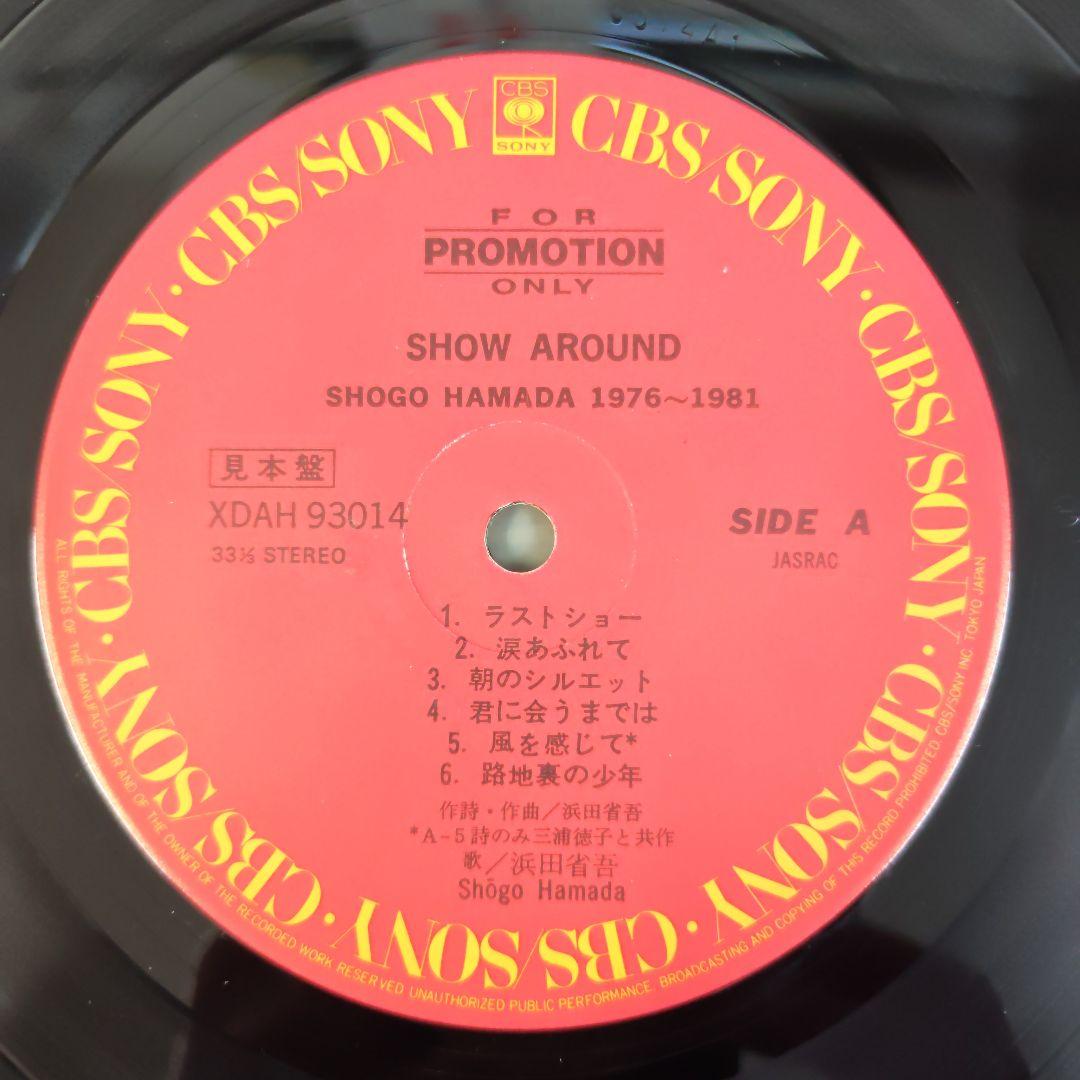 CBS
SONY
CBS/SONY · CBS/SONY · CBS/SONY · CBS/SONY · CBS/SONY · CBS/SONY · CBS/SONY · CBS/SONY
FOR
PROMOTION
ONLY
SHOW AROUND
SHOGO HAMADA 1976~1981
見本盤
XDAH 93014
33⅓ STEREO
SIDE A
JASRAC
1. ラストショー
2. 涙あふれて
3. 朝のシルエット
4. 君に会うまでは
5. 風を感じて*
6. 路地裏の少年
作詩・作曲/浜田省吾
*A-5詩のみ三浦徳子と共作
歌/浜田省吾
Shōgo Hamada
ALL RIGHTS OF THE MANUFACTURER AND OF THE OWNER OF THE RECORDED WORK RESERVED UNAUTHORIZED PUBLIC PERFORMANCE, BROADCASTING AND COPYING OF THIS RECORD PROHIBITED. CBS/SONY INC. TOKYO JAPAN